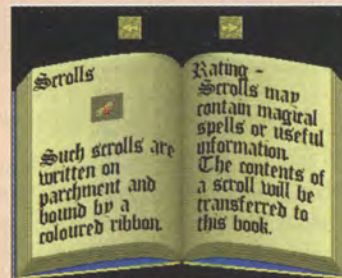 Scrolls
Such scrolls are
written on
parchment and
bound by a
coloured ribbon.
Rating -
Scrolls may
contain magical
spells or useful
information.
The contents of
a scroll will be
transferred to
this book.